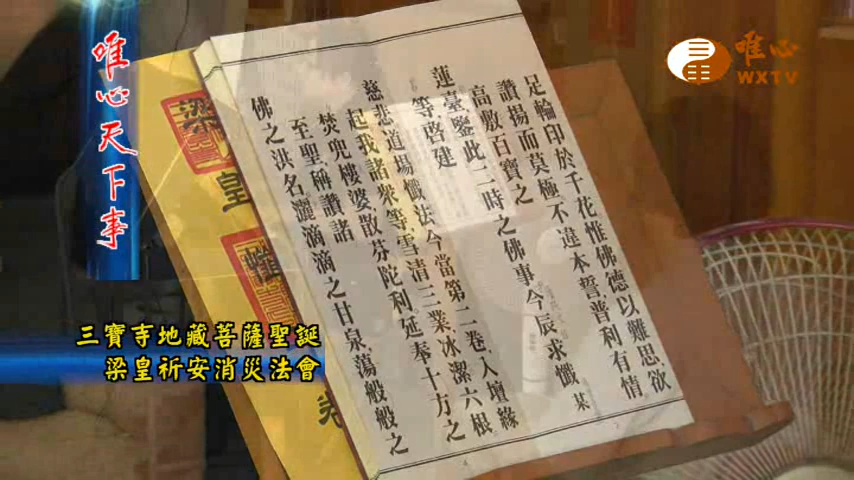 唯心天下事
唯心
WXTV
足輪印於千花惟佛德以難思欲
讚揚而莫極不違本誓普利有情
高敷百寶之
蓮臺鑒此二時之佛事今辰求懺某
等啓建
慈悲道場懺法今當第二卷入壇緣
起我諸衆等雪清三業冰潔六根
焚兜樓婆散芬陀利延奉十方之
至聖稱讚諸
佛之洪名灑滴滴之甘泉蕩般般之
梁
皇
卷
三寶寺地藏菩薩聖誕
梁皇祈安消災法會